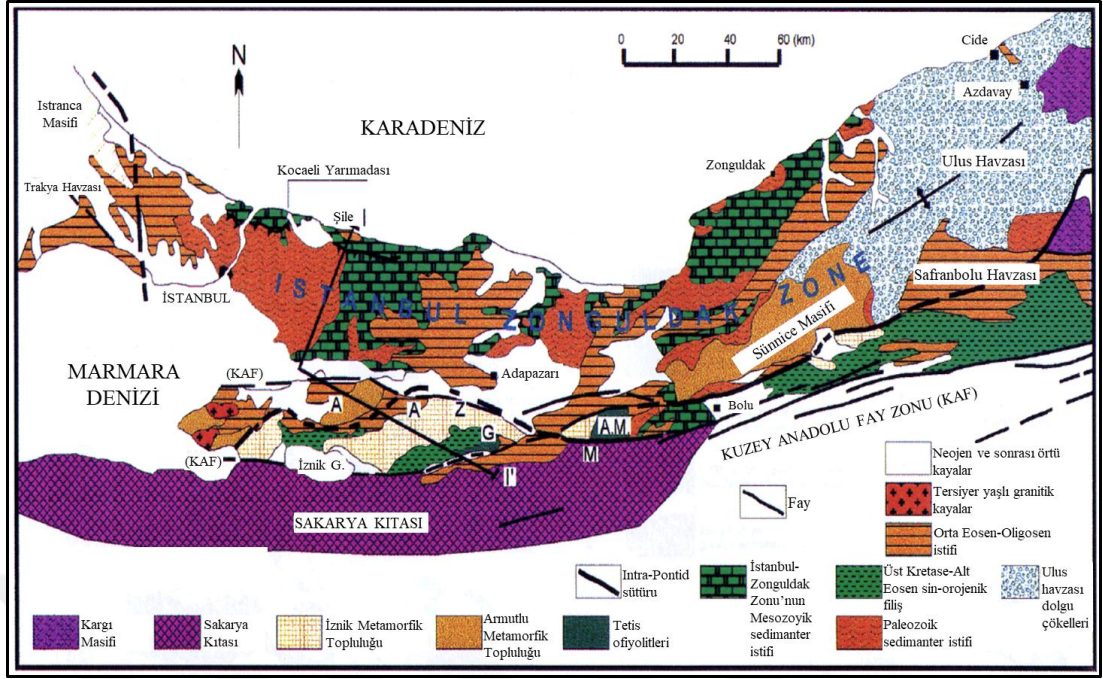 0 20 40 60 (km)
N
Cide
Azdavay
Istranca
Masifi
KARADENİZ
Ulus Havzası
Zonguldak
Kocaeli Yarımadası
Trakya Havzası
Şile
I
Safranbolu Havzası
İSTANBUL
ISTANBUL ZONGULDAK ZONE
Sünnice Masifi
MARMARA
DENİZİ
(KAF)
Adapazarı
A A Z G
Bolu
A.M.
M
(KAF)
İznik G.
I'
KUZEY ANADOLU FAY ZONU (KAF)
SAKARYA KITASI
Fay
Neojen ve sonrası örtü
kayalar
Tersiyer yaşlı granitik
kayalar
Orta Eosen-Oligosen
istifi
Intra-Pontid
sütürü
İstanbul-
Zonguldak
Zonu'nun
Mesozoyik
sedimanter
istifi
Üst Kretase-Alt
Eosen sin-orojenik
filiş
Ulus
havzası
dolgu
çökelleri
Kargı
Masifi
Sakarya
Kıtası
İznik Metamorfik
Topluluğu
Armutlu
Metamorfik
Topluluğu
Tetis
ofiyolitleri
Paleozoik
sedimanter istifi